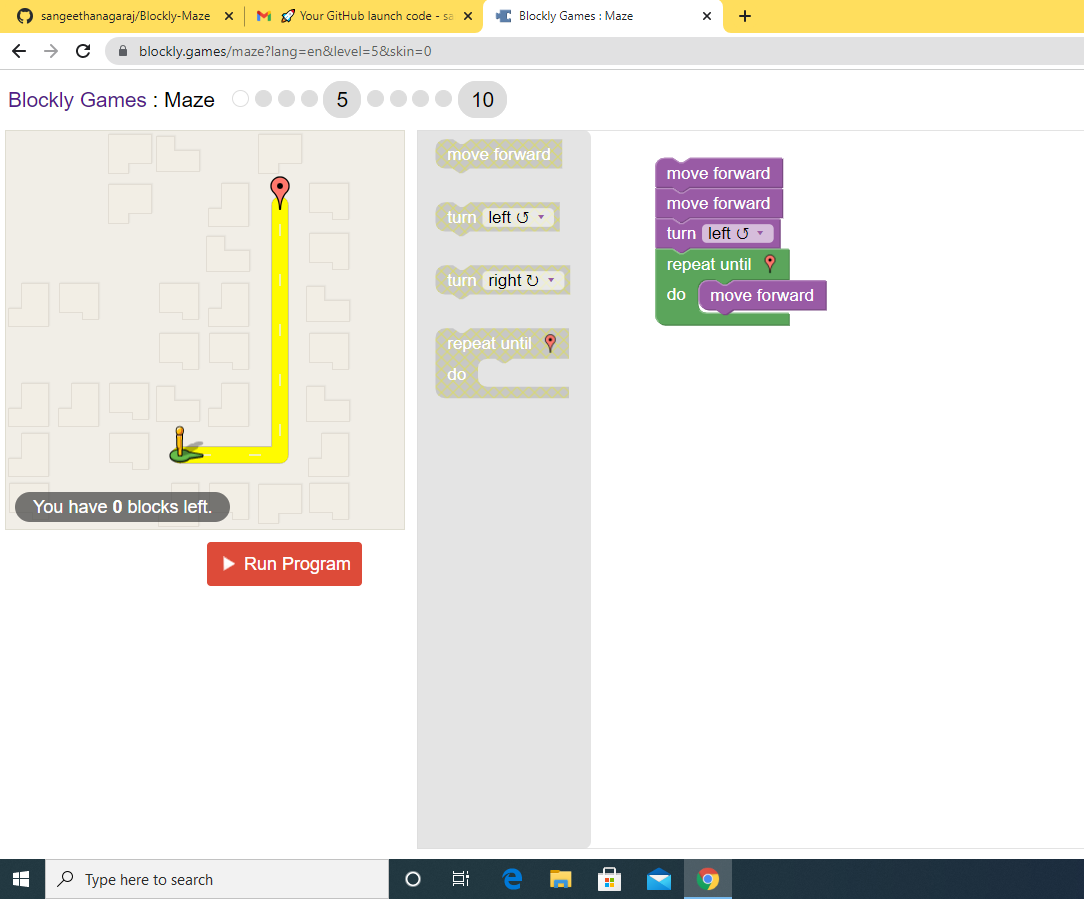 sangeethanagaraj/Blockly-Maze
Your GitHub launch code - sa
Blockly Games : Maze
blockly.games/maze?lang=en&level=5&skin=0
Blockly Games : Maze 5 10
move forward
turn left ↺
turn right ↻
repeat until
do
move forward
move forward
turn left ↺
repeat until
do move forward
You have 0 blocks left.
Run Program
Type here to search